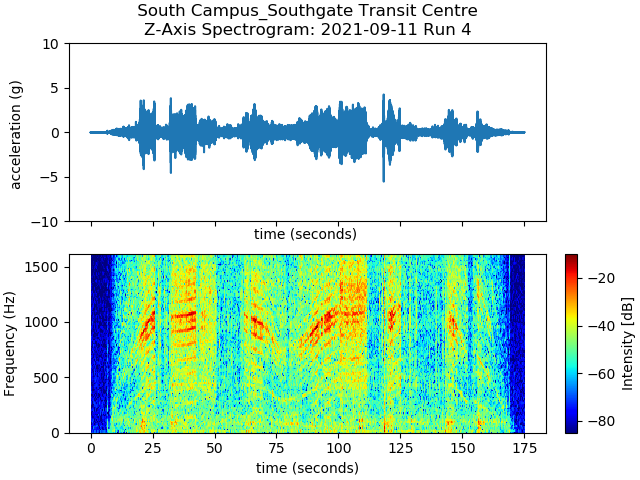 South Campus_Southgate Transit Centre
Z-Axis Spectrogram: 2021-09-11 Run 4
10
5
0
−5
−10
acceleration (g)
time (seconds)
1500
1000
500
0
Frequency (Hz)
0 25 50 75 100 125 150 175
time (seconds)
−20
−40
−60
−80
Intensity [dB]